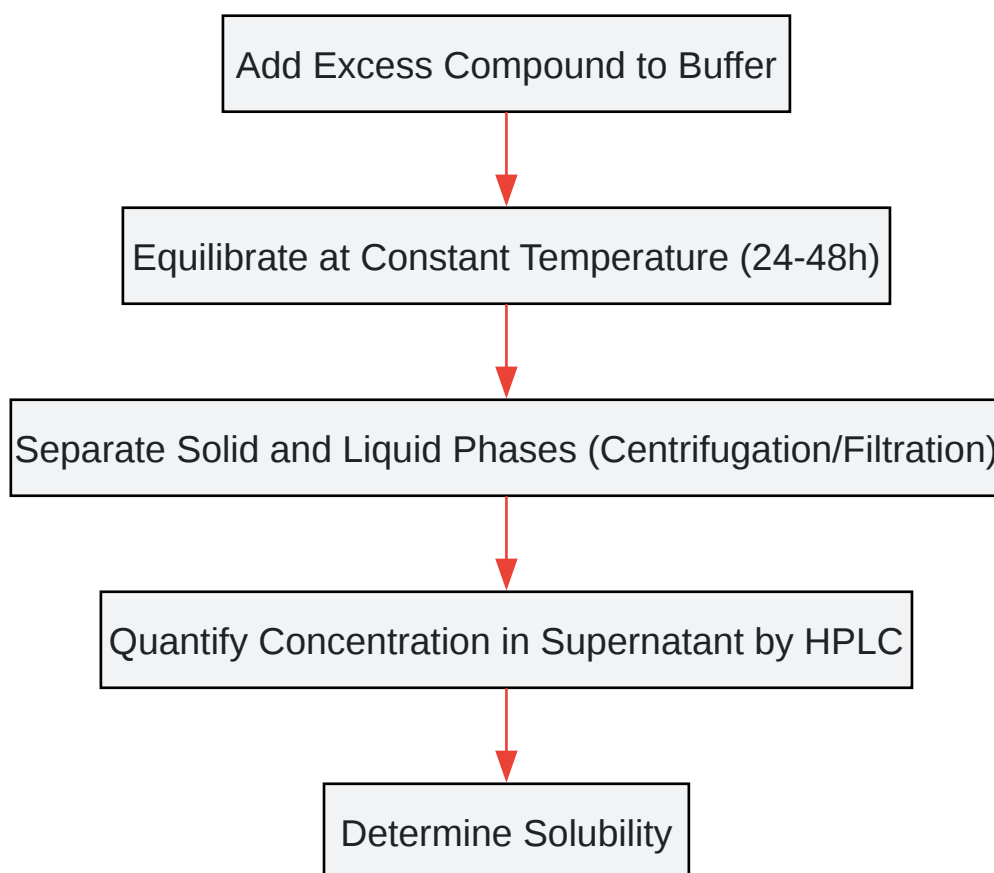 Add Excess Compound to Buffer
Equilibrate at Constant Temperature (24-48h)
Separate Solid and Liquid Phases (Centrifugation/Filtration)
Quantify Concentration in Supernatant by HPLC
Determine Solubility